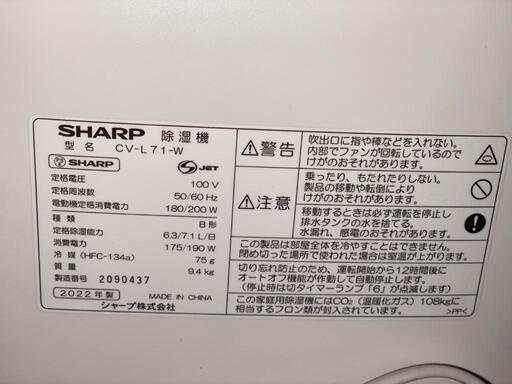 SHARP 除湿機
型 名 CV-L71-W
SHARP
S JET
定格電圧 100 V
定格周波数 50/60 Hz
電動機定格消費電力 180/200 W
種 類 B 形
定格除湿能力 6.3/7.1 L/日
消費電力 175/190 W
冷 媒 (HFC-134a) 75 g
質 量 9.4 kg
製造番号 2090437
2022年製 MADE IN CHINA
シャープ株式会社
警告
吹出口に指や棒などを入れない。
内部でファンが回転しているので
けがのおそれがあります。
注意
乗ったり、もたれたりしない。
製品の移動や転倒により
けがのおそれがあります。
移動するときは必ず運転を停止し
排水タンクの水を捨てる。
水漏れ、感電のおそれがあります。
この製品は部屋全体を冷やすことはできません。
閉め切った場所で使った場合は室温が上がります。
切り忘れ防止のため、運転開始から12時間後に
オートオフ機能が作動して自動停止します。
(停止時は切タイマーランプ「6」が点滅します)
この家庭用除湿機にはCO₂(温暖化ガス) 108kgに
相当するフロン類が封入されています。
>PP<